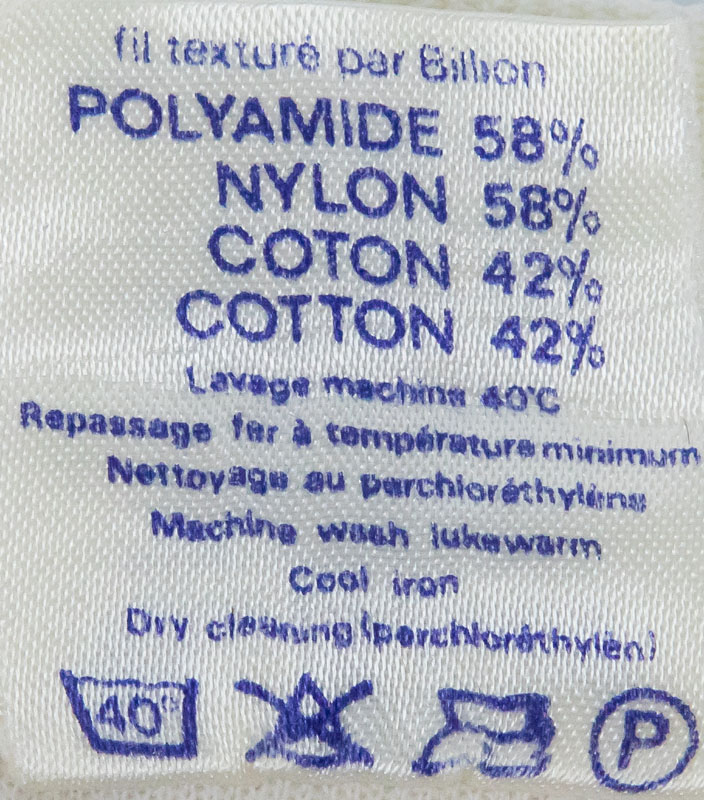 fil texturé par Billion
POLYAMIDE 58%
NYLON 58%
COTON 42%
COTTON 42%
Lavage machine 40°C
Repassage fer à température minimum
Nettoyage au perchloréthylène
Machine wash lukewarm
Cool iron
Dry cleaning (perchloréthylèn)
40° P